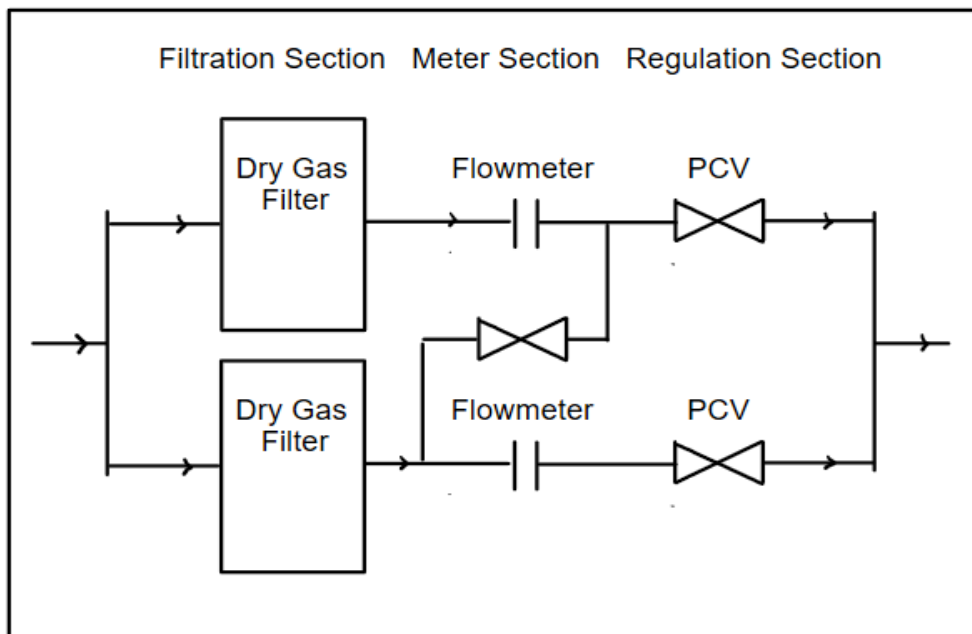 Filtration Section Meter Section Regulation Section
Dry Gas
Filter
Flowmeter
PCV
Dry Gas
Filter
Flowmeter
PCV